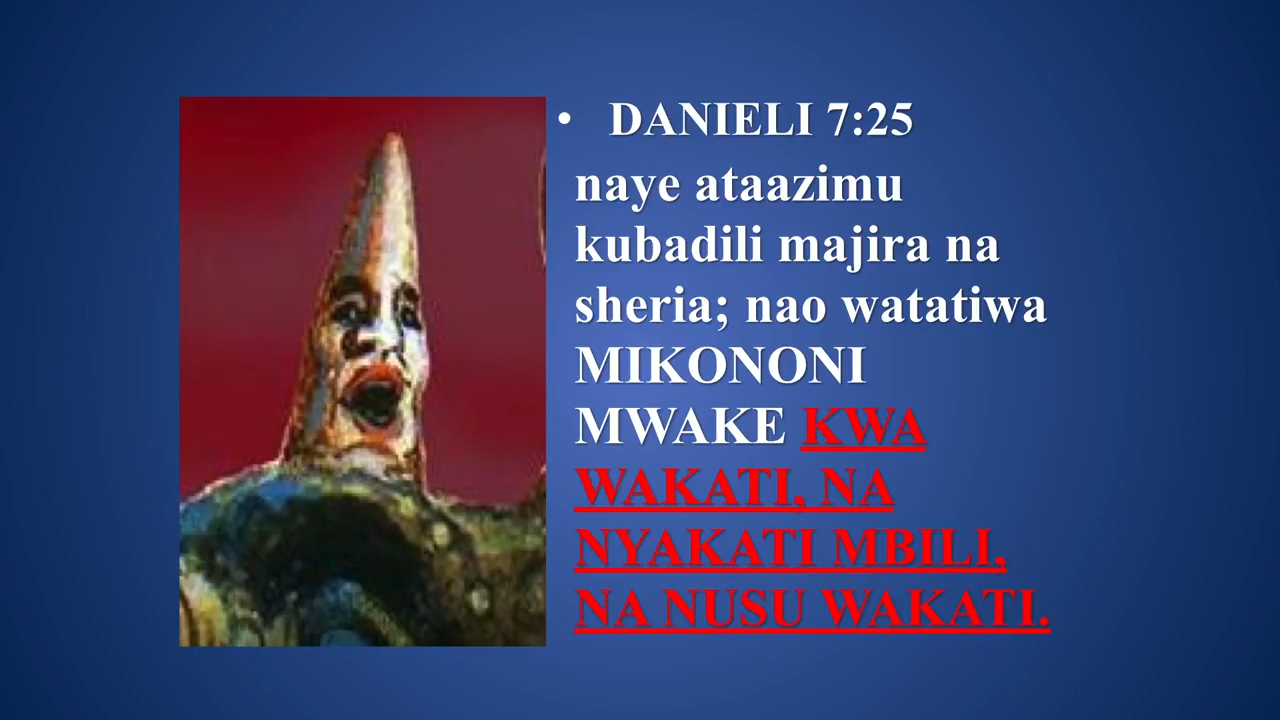 • DANIELI 7:25
naye ataazimu
kubadili majira na
sheria; nao watatiwa
MIKONONI
MWAKE KWA
WAKATI, NA
NYAKATI MBILI,
NA NUSU WAKATI.